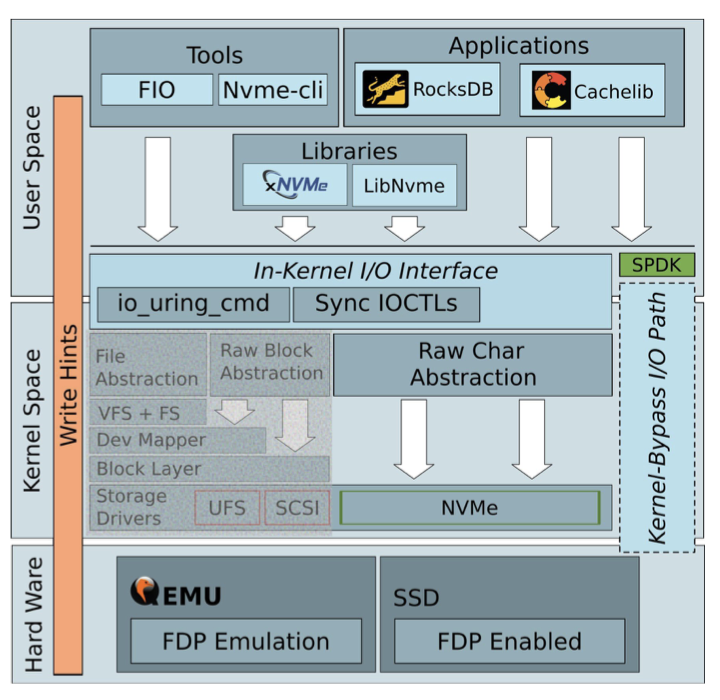 Tools
FIO
Nvme-cli
Applications
RocksDB
Cachelib
User Space
Libraries
xNVMe
LibNvme
In-Kernel I/O Interface
io_uring_cmd
Sync IOCTLs
SPDK
Kernel-Bypass I/O Path
Write Hints
Kernel Space
File
Abstraction
Raw Block
Abstraction
Raw Char
Abstraction
VFS + FS
Dev Mapper
Block Layer
Storage
Drivers
UFS
SCSI
NVMe
Hard Ware
QEMU
FDP Emulation
SSD
FDP Enabled